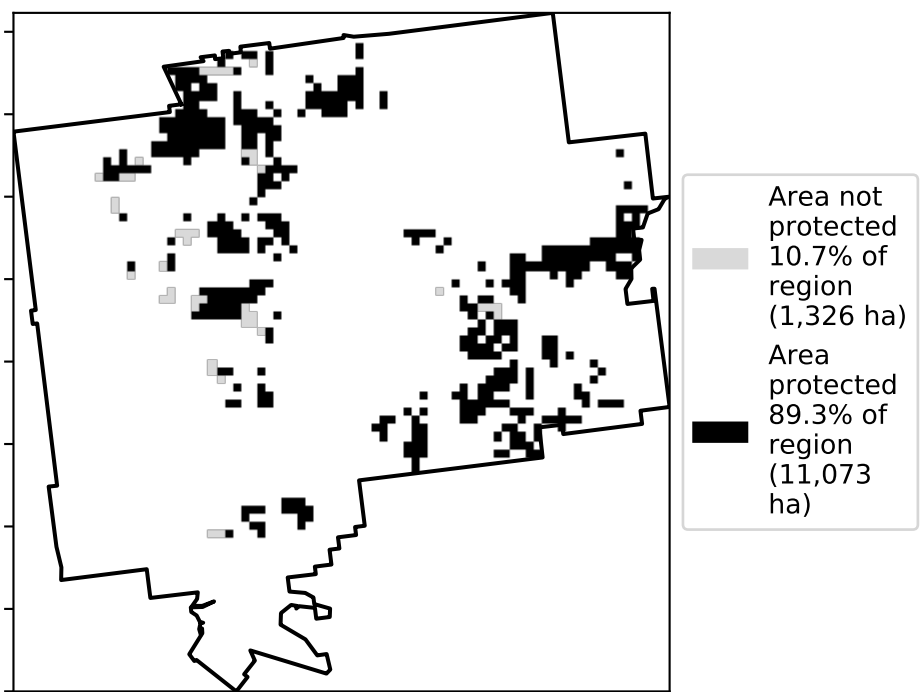 Area not
protected
10.7% of
region
(1,326 ha)
Area
protected
89.3% of
region
(11,073
ha)